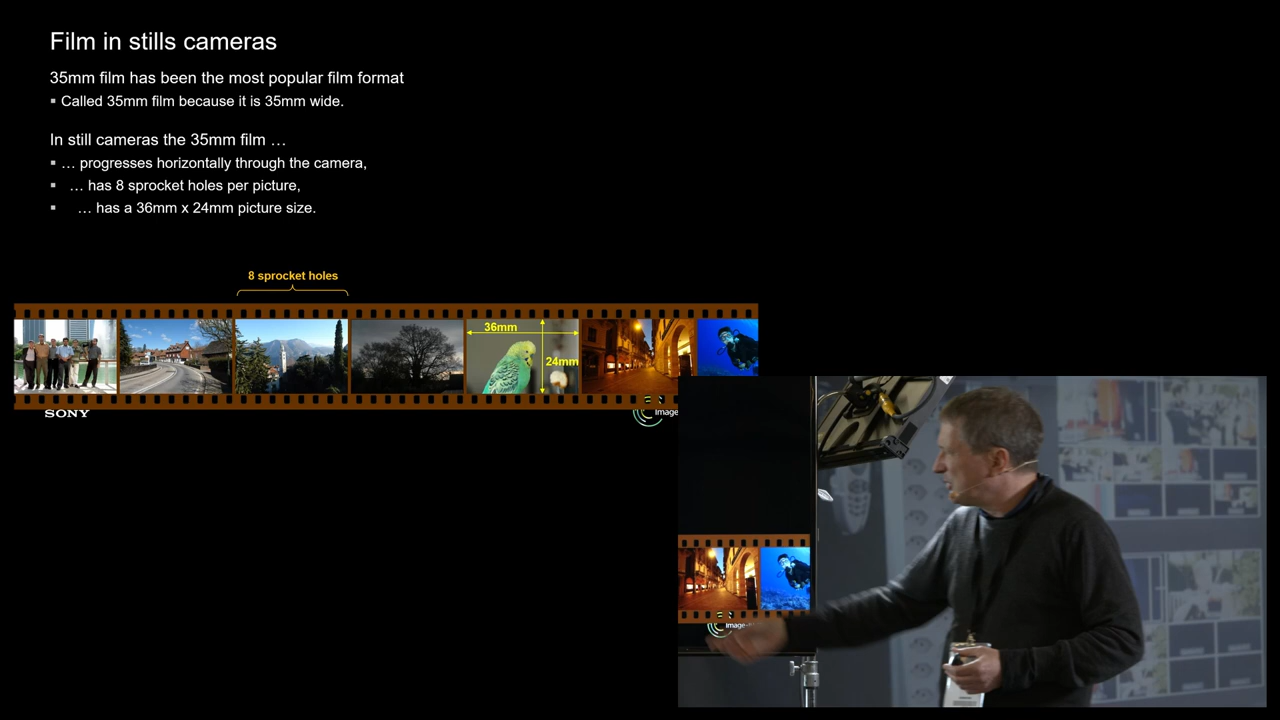 Film in stills cameras
35mm film has been the most popular film format
▪ Called 35mm film because it is 35mm wide.
In still cameras the 35mm film …
▪ … progresses horizontally through the camera,
▪ … has 8 sprocket holes per picture,
▪ … has a 36mm x 24mm picture size.
8 sprocket holes
36mm
24mm
SONY
Image
Image